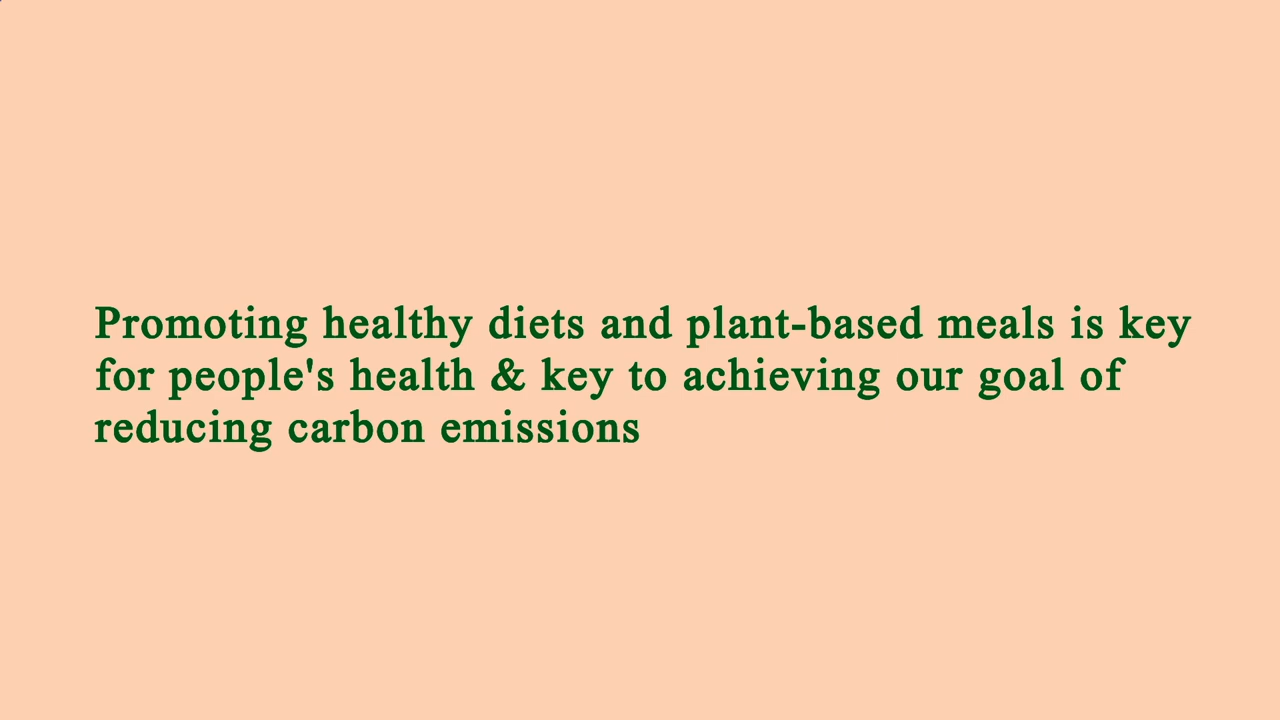 Promoting healthy diets and plant-based meals is key
for people's health & key to achieving our goal of
reducing carbon emissions